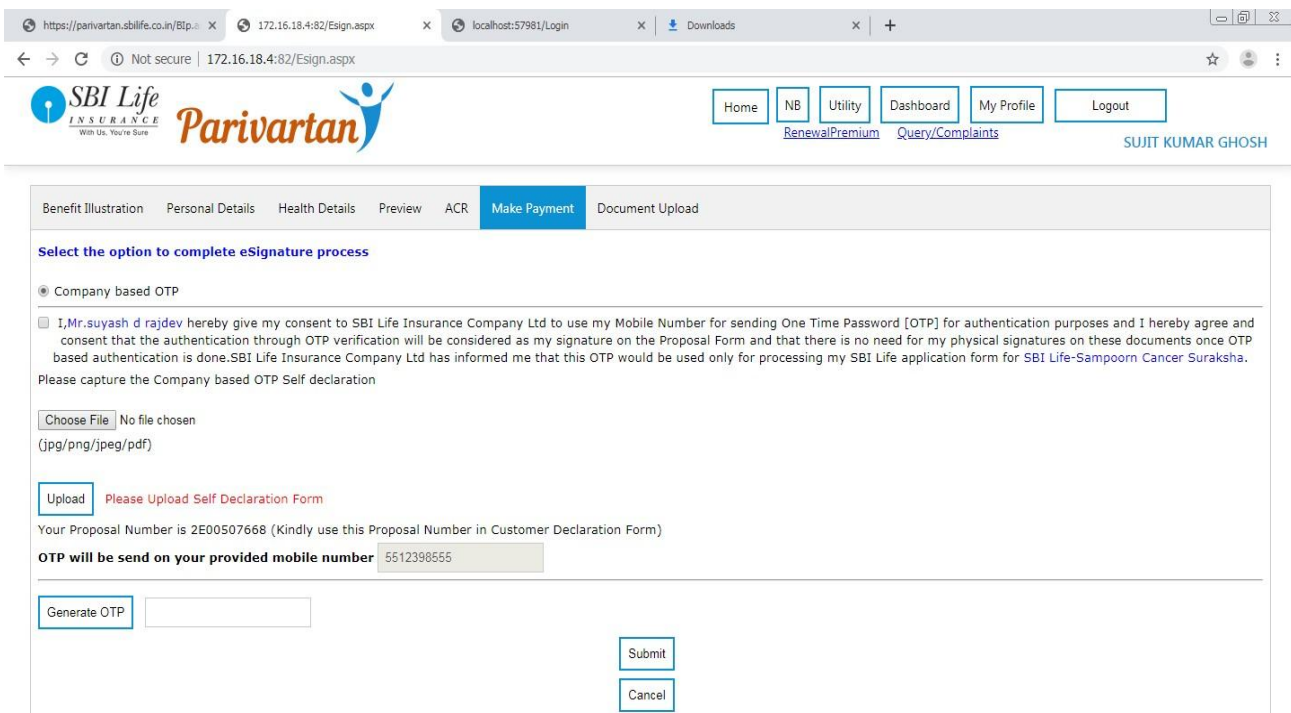 https://parivartan.sbilife.co.in/BIp.a
172.16.18.4:82/Esign.aspx
localhost:57981/Login
Downloads
Not secure | 172.16.18.4:82/Esign.aspx
SBI Life
INSURANCE
With Us, You're Sure
Parivartan
Home NB Utility Dashboard My Profile Logout
RenewalPremium Query/Complaints
SUJIT KUMAR GHOSH
Benefit Illustration Personal Details Health Details Preview ACR Make Payment Document Upload
Select the option to complete eSignature process
Company based OTP
I,Mr.suyash d rajdev hereby give my consent to SBI Life Insurance Company Ltd to use my Mobile Number for sending One Time Password [OTP] for authentication purposes and I hereby agree and
consent that the authentication through OTP verification will be considered as my signature on the Proposal Form and that there is no need for my physical signatures on these documents once OTP
based authentication is done.SBI Life Insurance Company Ltd has informed me that this OTP would be used only for processing my SBI Life application form for SBI Life-Sampoorn Cancer Suraksha.
Please capture the Company based OTP Self declaration
Choose File No file chosen
(jpg/png/jpeg/pdf)
Upload Please Upload Self Declaration Form
Your Proposal Number is 2E00507668 (Kindly use this Proposal Number in Customer Declaration Form)
OTP will be send on your provided mobile number 5512398555
Generate OTP
Submit
Cancel